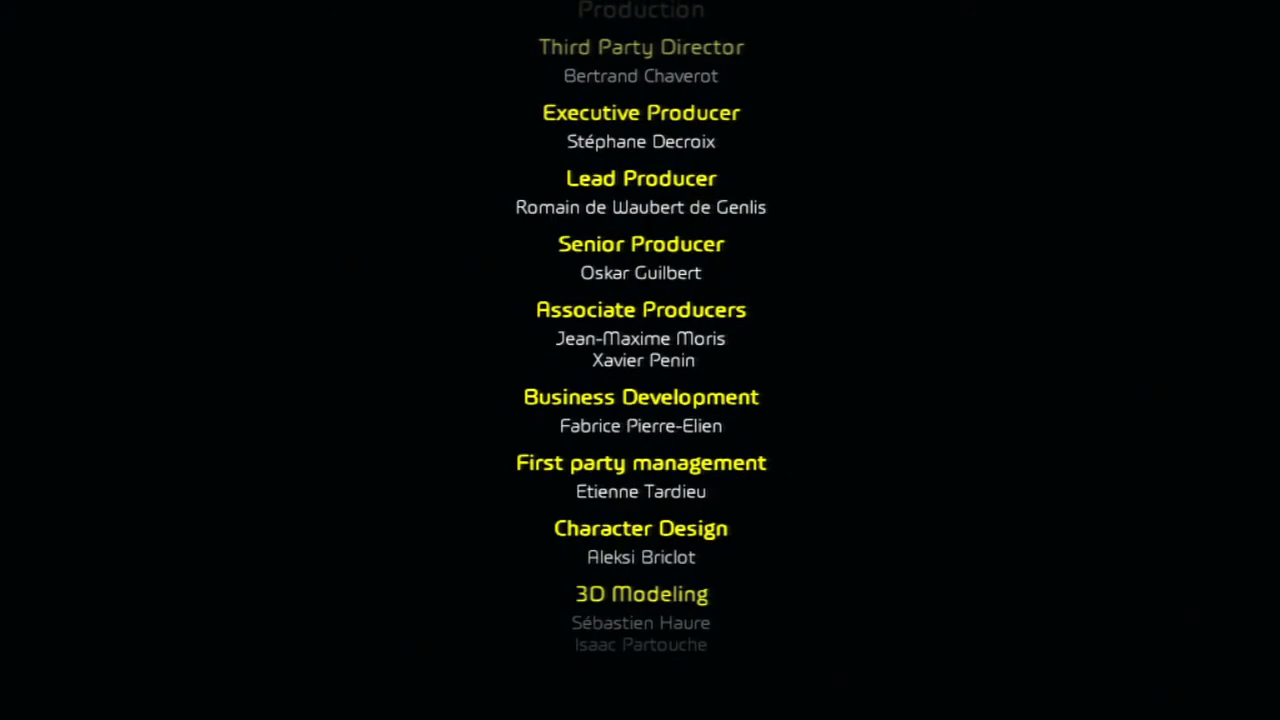 Production
Third Party Director
Bertrand Chaverot
Executive Producer
Stéphane Decroix
Lead Producer
Romain de Waubert de Genlis
Senior Producer
Oskar Guilbert
Associate Producers
Jean-Maxime Moris
Xavier Penin
Business Development
Fabrice Pierre-Elien
First party management
Etienne Tardieu
Character Design
Aleksi Briclot
3D Modeling
Sébastien Haure
Isaac Partouche